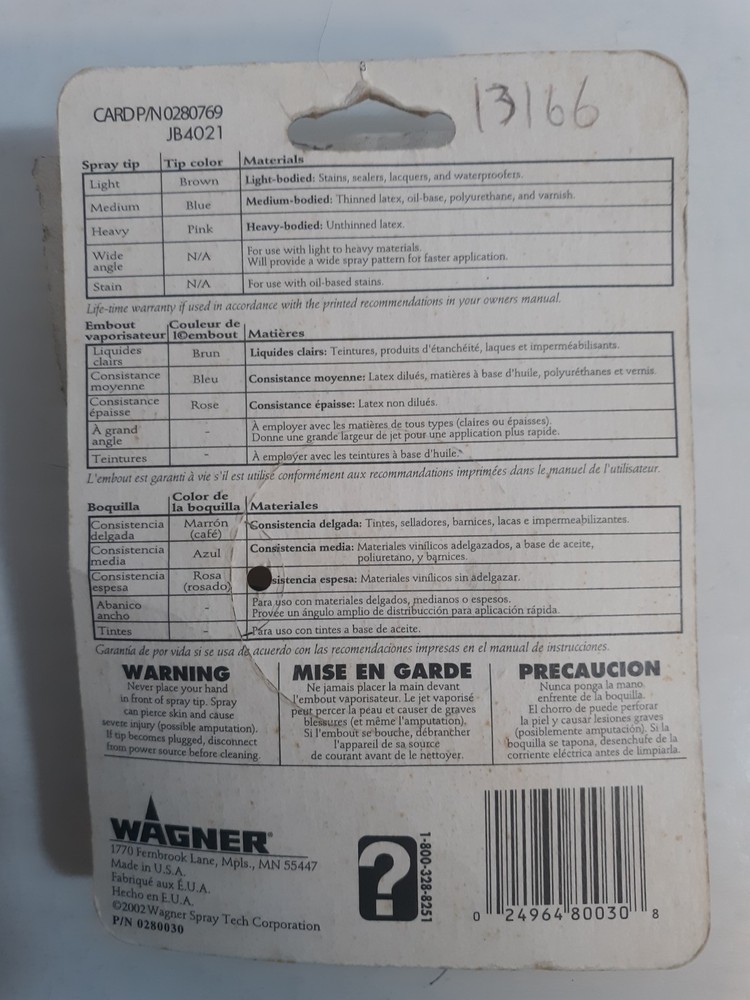 CARD P/N 0280769
13166
JB4021
Spray tip Tip color Materials
Light Brown Light-bodied: Stains, sealers, lacquers, and waterproofers.
Medium Blue Medium-bodied: Thinned latex, oil-base, polyurethane, and varnish.
Heavy Pink Heavy-bodied: Unthinned latex.
Wide angle N/A For use with light to heavy materials.
Will provide a wide spray pattern for faster application.
Stain N/A For use with oil-based stains.
Life-time warranty if used in accordance with the printed recommendations in your owners manual.
Embout vaporisateur Couleur de l©embout Matières
Liquides clairs Brun Liquides clairs: Teintures, produits d'étanchéité, laques et imperméabilisants.
Consistance moyenne Bleu Consistance moyenne: Latex dilués, matières à base d'huile, polyuréthanes et vernis.
Consistance épaisse Rose Consistance épaisse: Latex non dilués.
À grand angle - À employer avec les matières de tous types (claires ou épaisses).
Donne une grande largeur de jet pour une application plus rapide.
Teintures - À employer avec les teintures à base d'huile.
L'embout est garanti à vie s'il est utilisé conformément aux recommandations imprimées dans le manuel de l'utilisateur.
Boquilla Color de la boquilla Materiales
Consistencia delgada Marrón (café) Consistencia delgada: Tintes, selladores, barnices, lacas e impermeabilizantes.
Consistencia media Azul Consistencia media: Materiales vinílicos adelgazados, a base de aceite,
poliuretano, y barnices.
Consistencia espesa Rosa (rosado) sistencia espesa: Materiales vinílicos sin adelgazar.
Abanico ancho - Para uso con materiales delgados, medianos o espesos.
Provée un ángulo amplio de distribucción para aplicación rápida.
Tintes - Para uso con tintes a base de aceite.
Garantía de por vida si se usa de acuerdo con las recomendaciones impresas en el manual de instrucciones.
WARNING
Never place your hand
in front of spray tip. Spray
can pierce skin and cause
severe injury (possible amputation).
If tip becomes plugged, disconnect
from power source before cleaning.
MISE EN GARDE
Ne jamais placer la main devant
l'embout vaporisateur. Le jet vaporisé
peut percer la peau et causer de graves
blessures (et même l'amputation).
Si l'embout se bouche, débrancher
l'appareil de sa source
de courant avant de le nettoyer.
PRECAUCION
Nunca ponga la mano
enfrente de la boquilla.
El chorro de puede perforar
la piel y causar lesiones graves
(posiblemente amputación). Si la
boquilla se tapona, desenchufe de la
corriente eléctrica antes de limpiarla.
WAGNER®
1770 Fernbrook Lane, Mpls., MN 55447
Made in U.S.A.
Fabriqué aux É.U.A.
Hecho en E.U.A.
©2002 Wagner Spray Tech Corporation
P/N 0280030
?
1-800-328-8251
0 24964 80030 8